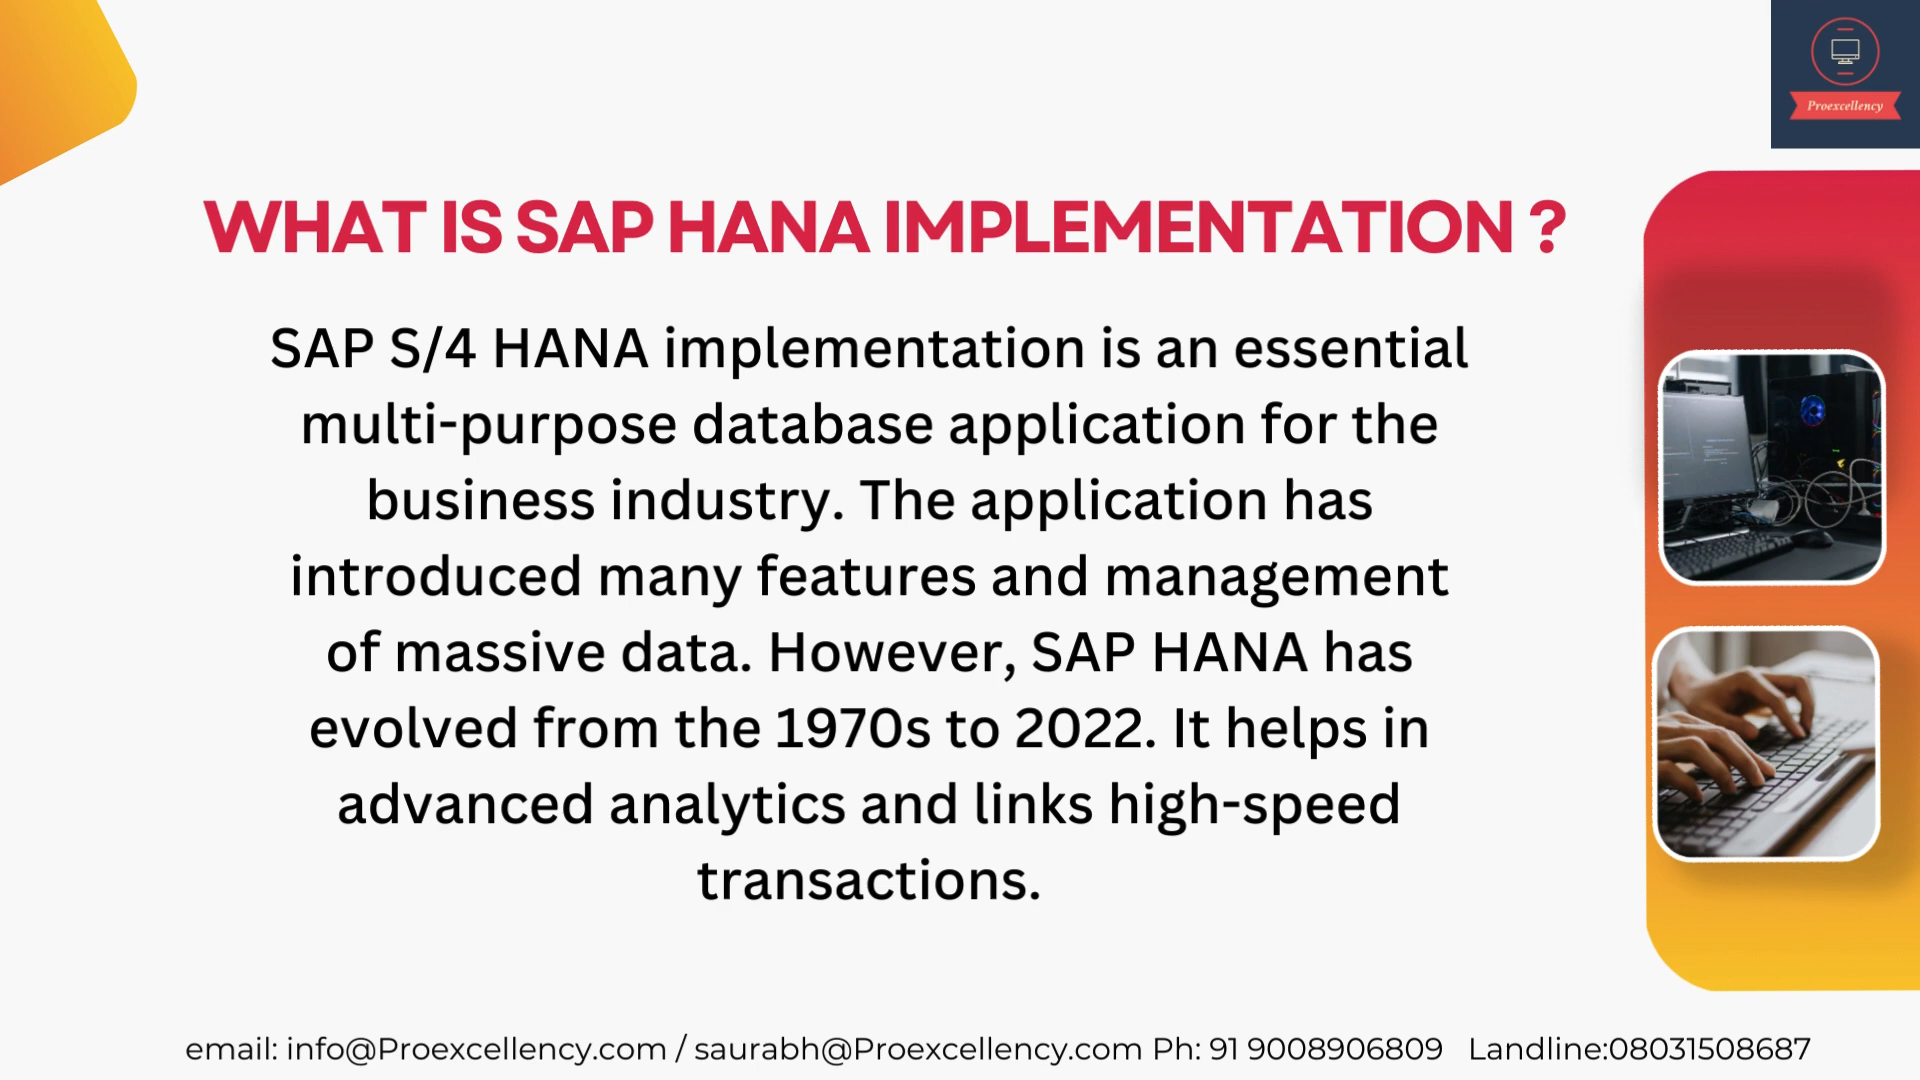 Proexcellency
WHAT IS SAP HANA IMPLEMENTATION ?
SAP S/4 HANA implementation is an essential
multi-purpose database application for the
business industry. The application has
introduced many features and management
of massive data. However, SAP HANA has
evolved from the 1970s to 2022. It helps in
advanced analytics and links high-speed
transactions.
email: info@Proexcellency.com / saurabh@Proexcellency.com Ph: 91 9008906809 Landline:08031508687